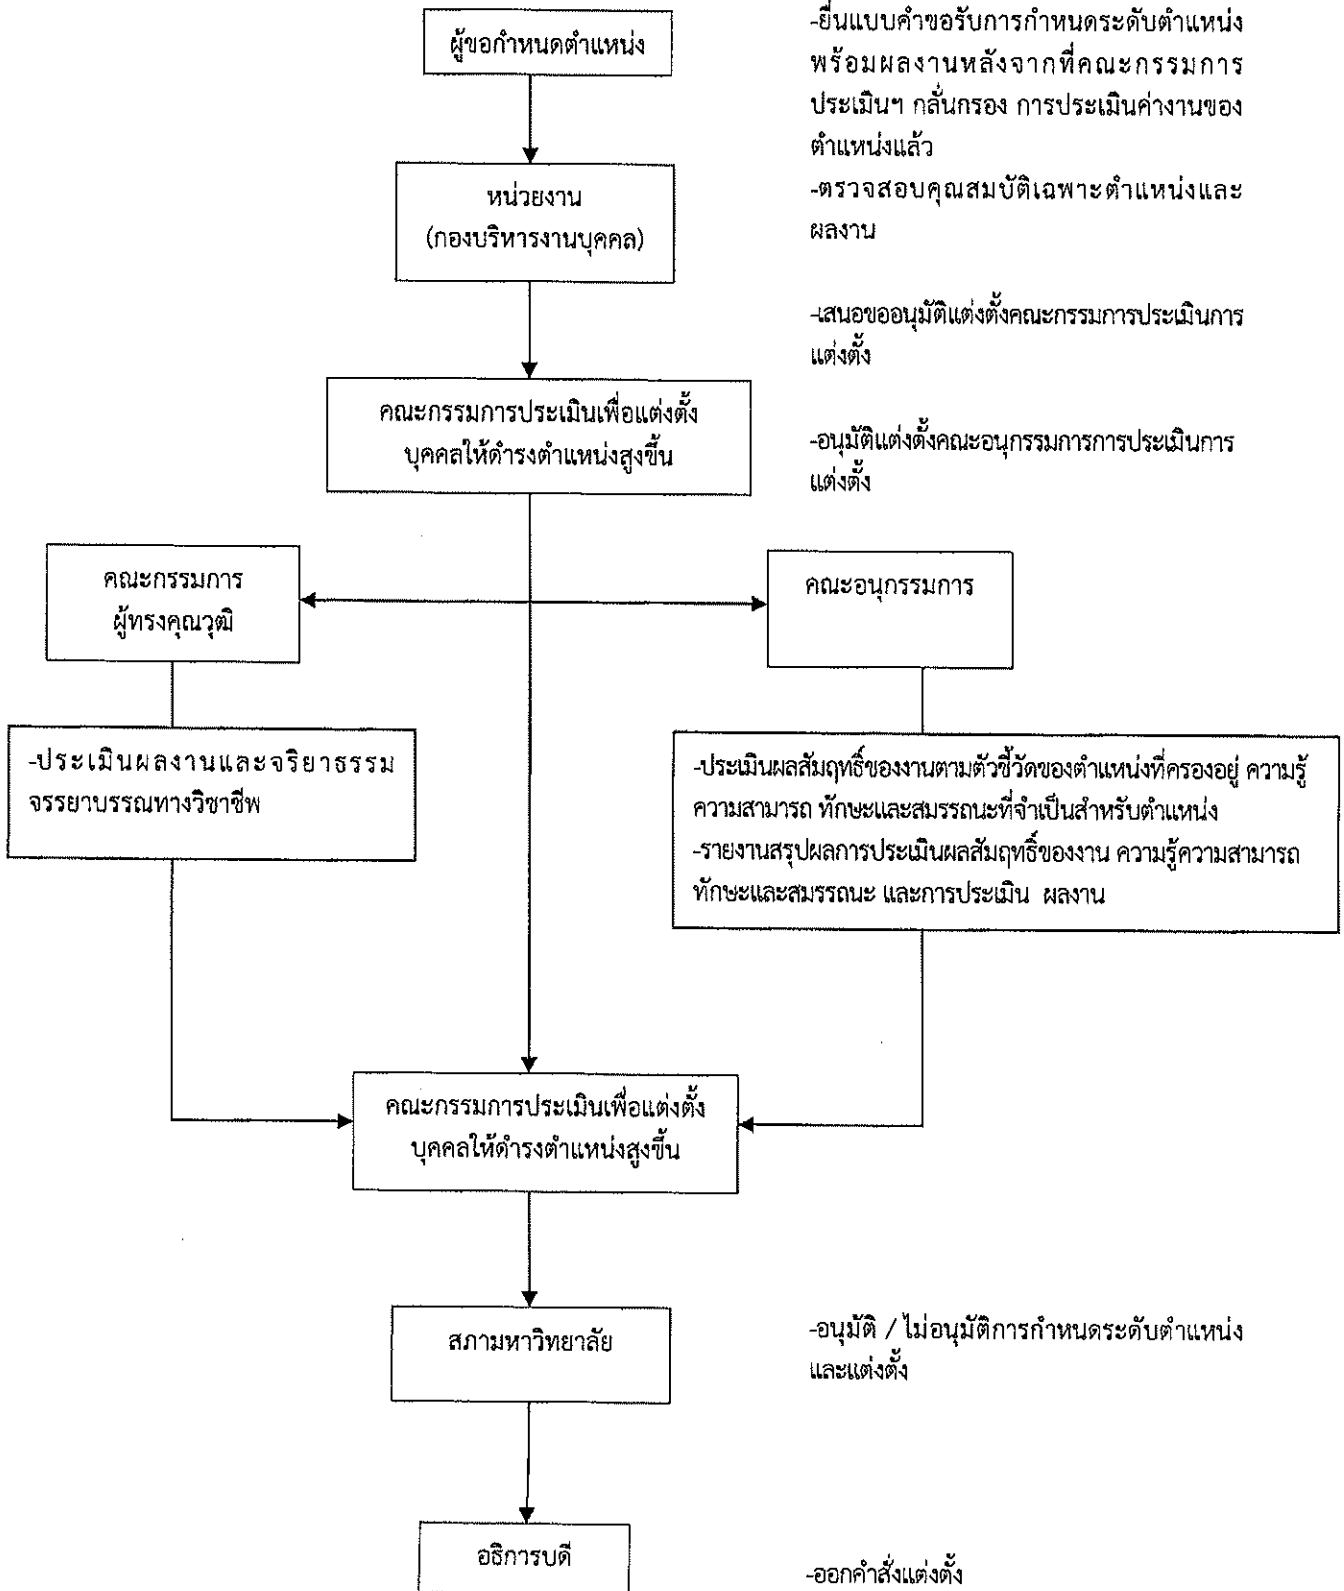 ผู้ขอกำหนดตำแหน่ง
-ยื่นแบบคำขอรับการกำหนดระดับตำแหน่ง
พร้อมผลงานหลังจากที่คณะกรรมการ
ประเมินฯ กลั่นกรอง การประเมินค่างานของ
ตำแหน่งแล้ว
หน่วยงาน
(กองบริหารงานบุคคล)
-ตรวจสอบคุณสมบัติเฉพาะตำแหน่งและ
ผลงาน
-เสนอขออนุมัติแต่งตั้งคณะกรรมการประเมินการ
แต่งตั้ง
คณะกรรมการประเมินเพื่อแต่งตั้ง
บุคคลให้ดำรงตำแหน่งสูงขึ้น
-อนุมัติแต่งตั้งคณะอนุกรรมการการประเมินการ
แต่งตั้ง
คณะกรรมการ
ผู้ทรงคุณวุฒิ
คณะอนุกรรมการ
-ประเมินผลงานและจริยาธรรม
จรรยาบรรณทางวิชาชีพ
-ประเมินผลสัมฤทธิ์ของงานตามตัวชี้วัดของตำแหน่งที่ครองอยู่ ความรู้
ความสามารถ ทักษะและสมรรถนะที่จำเป็นสำหรับตำแหน่ง
-รายงานสรุปผลการประเมินผลสัมฤทธิ์ของงาน ความรู้ความสามารถ
ทักษะและสมรรถนะ และการประเมิน ผลงาน
คณะกรรมการประเมินเพื่อแต่งตั้ง
บุคคลให้ดำรงตำแหน่งสูงขึ้น
สภามหาวิทยาลัย
-อนุมัติ / ไม่อนุมัติการกำหนดระดับตำแหน่ง
และแต่งตั้ง
อธิการบดี
-ออกคำสั่งแต่งตั้ง